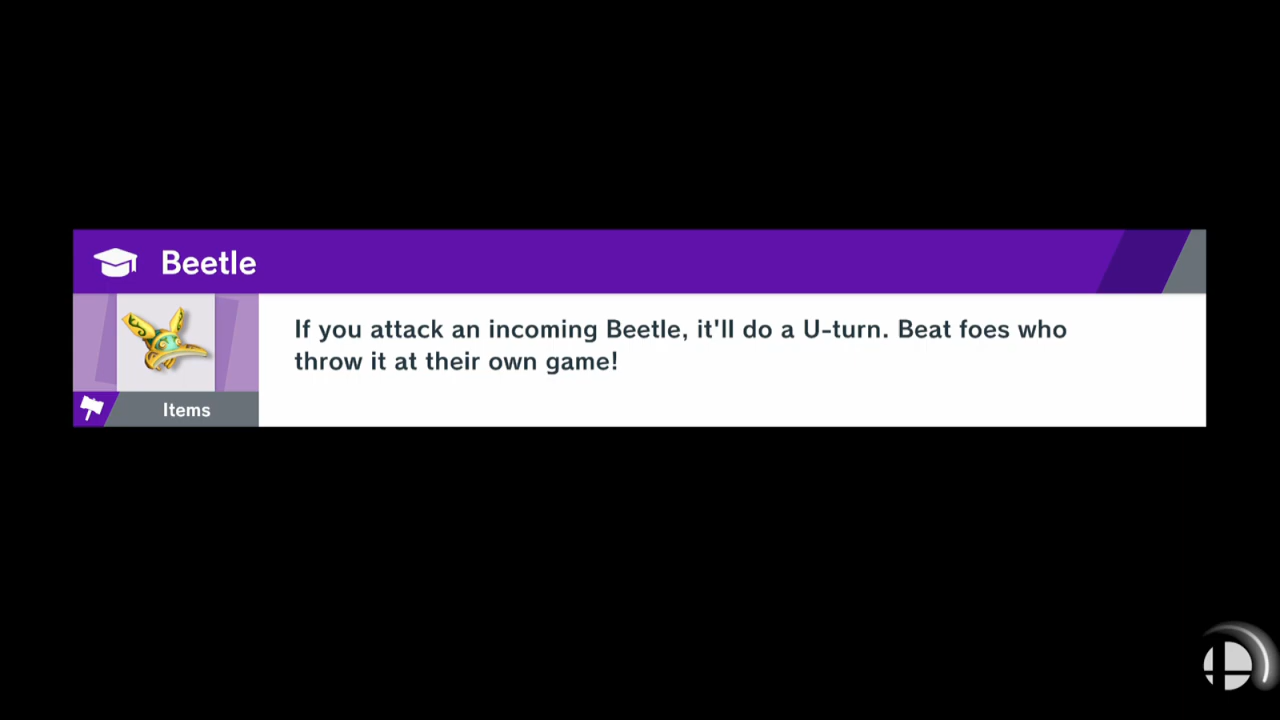 Beetle
If you attack an incoming Beetle, it'll do a U-turn. Beat foes who
throw it at their own game!
Items